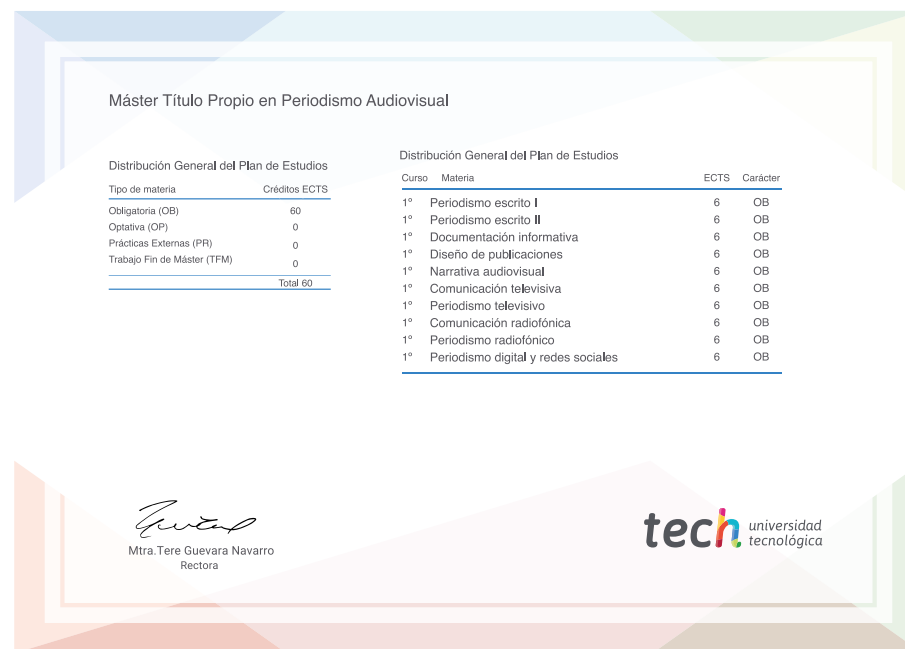 Máster Título Propio en Periodismo Audiovisual
Distribución General del Plan de Estudios
Tipo de materia Créditos ECTS
Obligatoria (OB) 60
Optativa (OP) 0
Prácticas Externas (PR) 0
Trabajo Fin de Máster (TFM) 0
Total 60
Distribución General del Plan de Estudios
Curso Materia ECTS Carácter
1º Periodismo escrito I 6 OB
1º Periodismo escrito II 6 OB
1º Documentación informativa 6 OB
1º Diseño de publicaciones 6 OB
1º Narrativa audiovisual 6 OB
1º Comunicación televisiva 6 OB
1º Periodismo televisivo 6 OB
1º Comunicación radiofónica 6 OB
1º Periodismo radiofónico 6 OB
1º Periodismo digital y redes sociales 6 OB
Mtra.Tere Guevara Navarro
Rectora
tech universidad
tecnológica